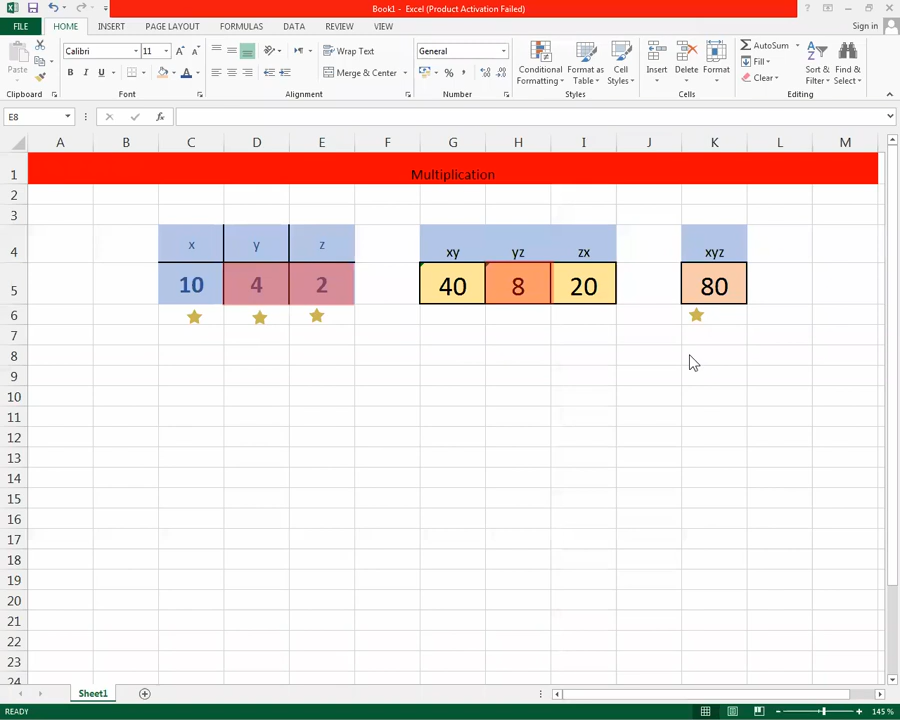 Book1 - Excel (Product Activation Failed)
FILE HOME INSERT PAGE LAYOUT FORMULAS DATA REVIEW VIEW Sign in
Calibri 11 Wrap Text General AutoSum
Paste Conditional Formatting Format as Table Cell Styles Insert Delete Format Fill Sort & Filter Find & Select
B I U A Merge & Center % Clear
Clipboard Font Alignment Number Styles Cells Editing
E8 fx
A B C D E F G H I J K L M
1 Multiplication
2
3
4 x y z xy yz zx xyz
5 10 4 2 40 8 20 80
6
7
8
9
10
11
12
13
14
15
16
17
18
19
20
21
22
23
24
Sheet1
READY 145 %